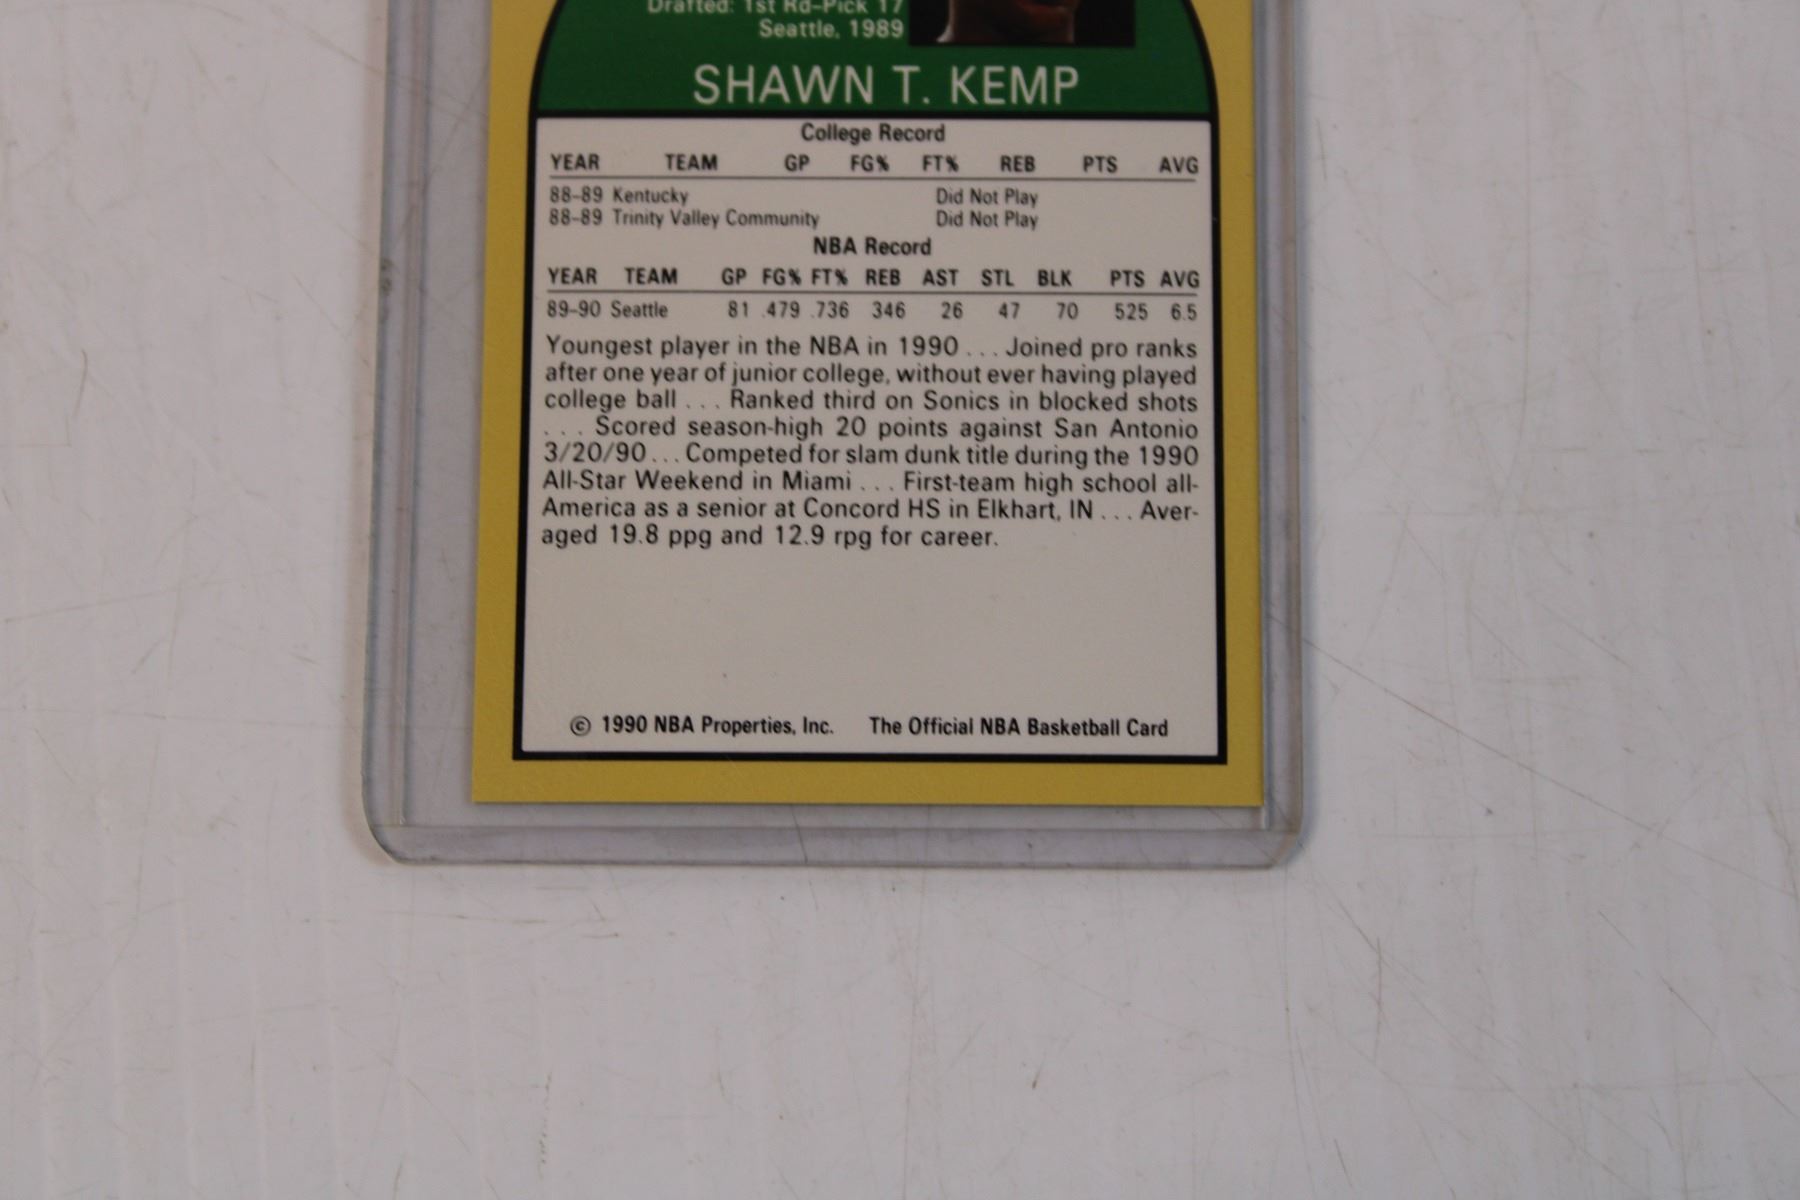 Drafted: 1st Rd-Pick 17
Seattle, 1989
SHAWN T. KEMP
College Record
YEAR TEAM GP FG% FT% REB PTS AVG
88-89 Kentucky Did Not Play
88-89 Trinity Valley Community Did Not Play
NBA Record
YEAR TEAM GP FG% FT% REB AST STL BLK PTS AVG
89-90 Seattle 81 .479 .736 346 26 47 70 525 6.5
Youngest player in the NBA in 1990 . . . Joined pro ranks
after one year of junior college, without ever having played
college ball . . . Ranked third on Sonics in blocked shots
. . . Scored season-high 20 points against San Antonio
3/20/90 . . . Competed for slam dunk title during the 1990
All-Star Weekend in Miami . . . First-team high school all-
America as a senior at Concord HS in Elkhart, IN . . . Aver-
aged 19.8 ppg and 12.9 rpg for career.
© 1990 NBA Properties, Inc. The Official NBA Basketball Card